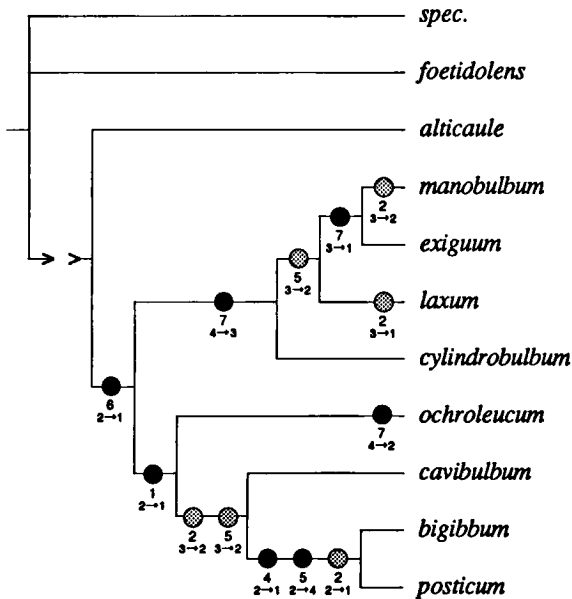 spec.
foetidolens
alticaule
manobulbum
2
3→2
7
3→1
exiguum
5
3→2
laxum
2
3→1
7
4→3
cylindrobulbum
6
2→1
ochroleucum
7
4→2
1
2→1
cavibulbum
2
3→2
5
3→2
bigibbum
4
2→1
5
2→4
2
2→1
posticum